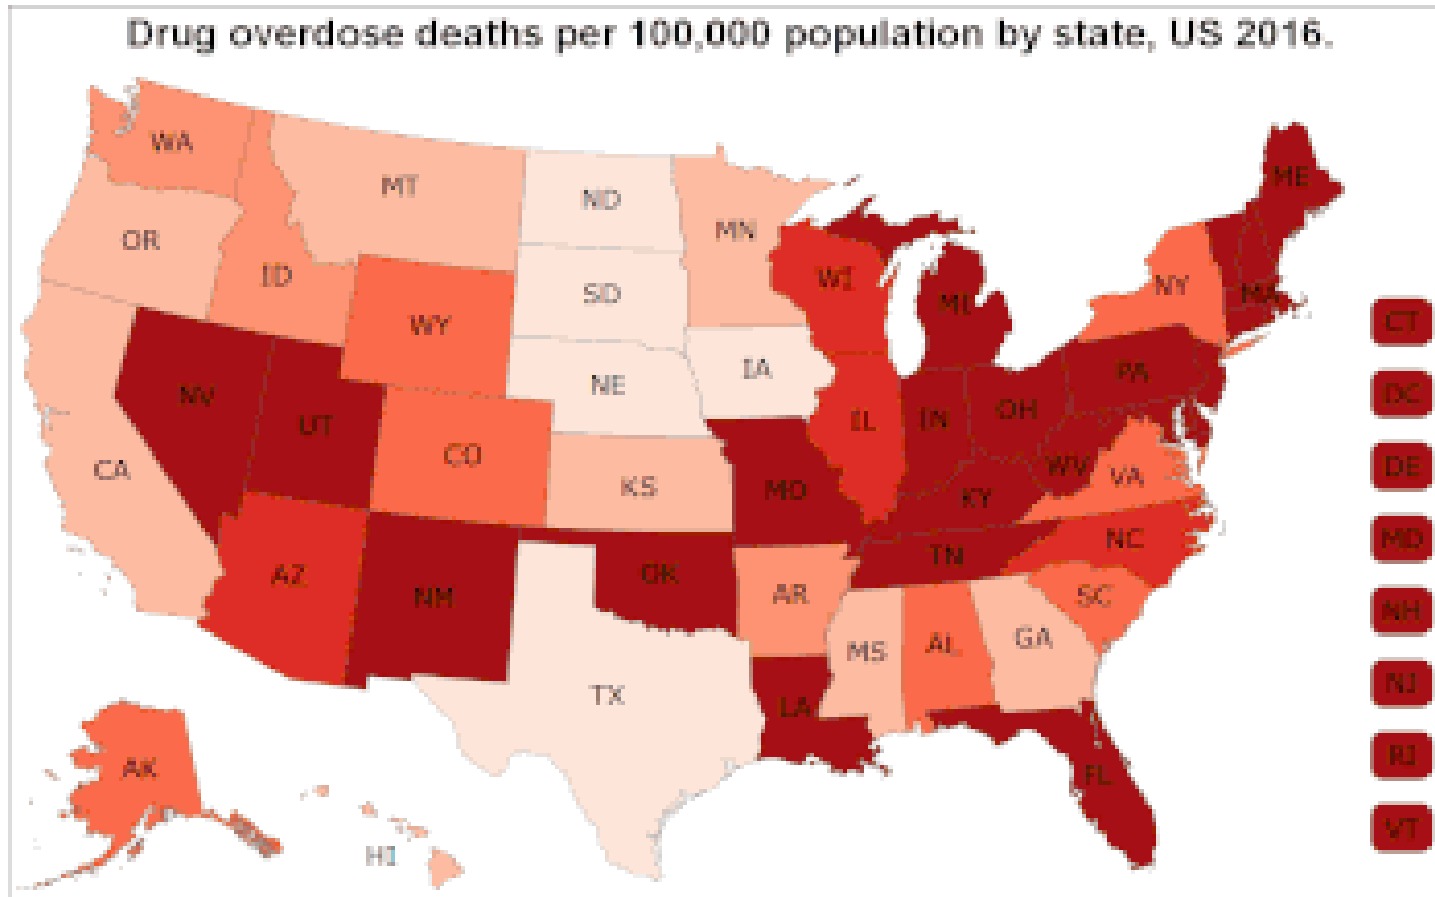 Drug overdose deaths per 100,000 population by state, US 2016.
WA
MT
ND
MN
ME
OR
ID
SD
WI
MI
NY
MA
WY
CT
NV
UT
CO
NE
IA
IL
IN
OH
PA
DC
CA
KS
MO
KY
WV
VA
DE
AZ
NM
OK
AR
TN
NC
SC
MD
TX
MS
AL
GA
NH
LA
NJ
AK
FL
RI
HI
VT